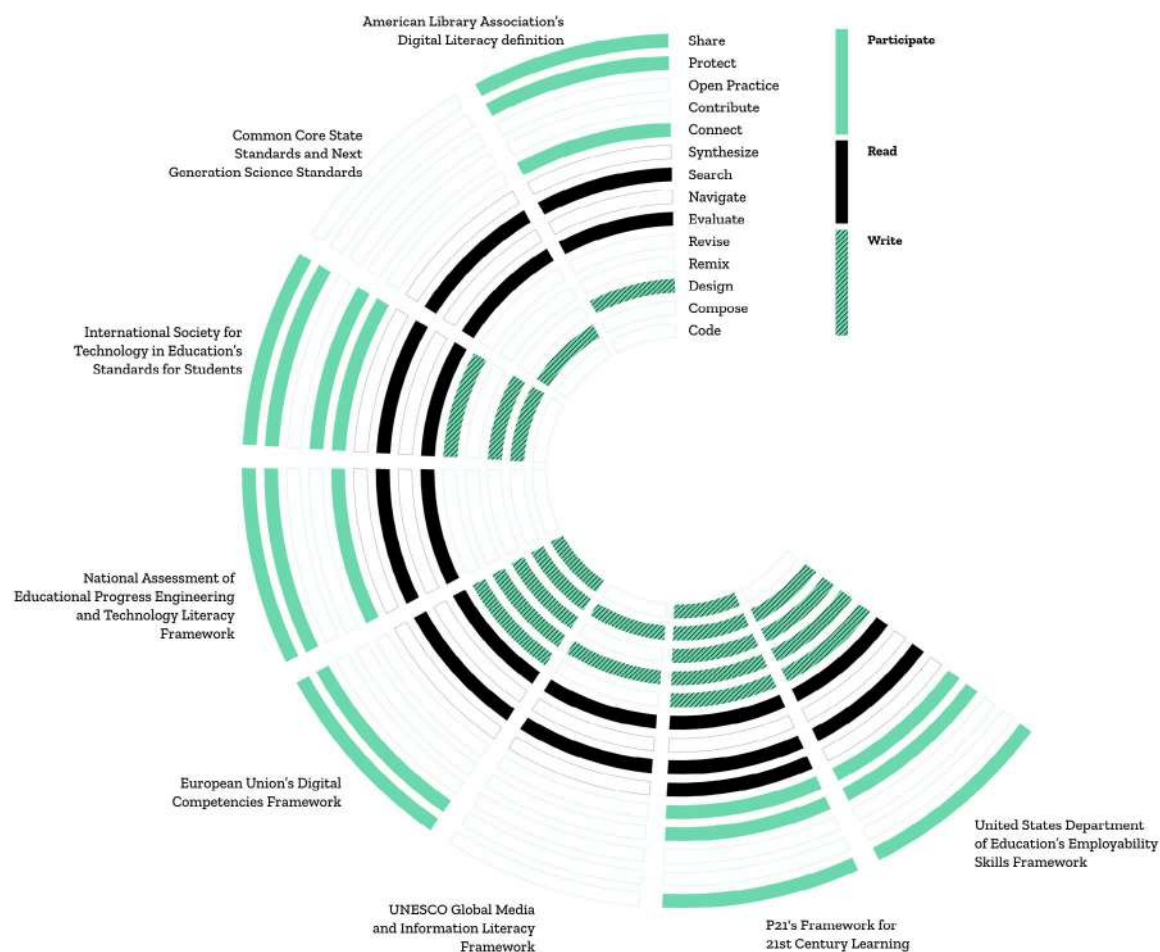 American Library Association's
Digital Literacy definition
Share
Protect
Open Practice
Contribute
Connect
Synthesize
Search
Navigate
Evaluate
Revise
Remix
Design
Compose
Code
Participate
Read
Write
Common Core State
Standards and Next
Generation Science Standards
International Society for
Technology in Education's
Standards for Students
National Assessment of
Educational Progress Engineering
and Technology Literacy
Framework
European Union's Digital
Competencies Framework
UNESCO Global Media
and Information Literacy
Framework
P21's Framework for
21st Century Learning
United States Department
of Education's Employability
Skills Framework